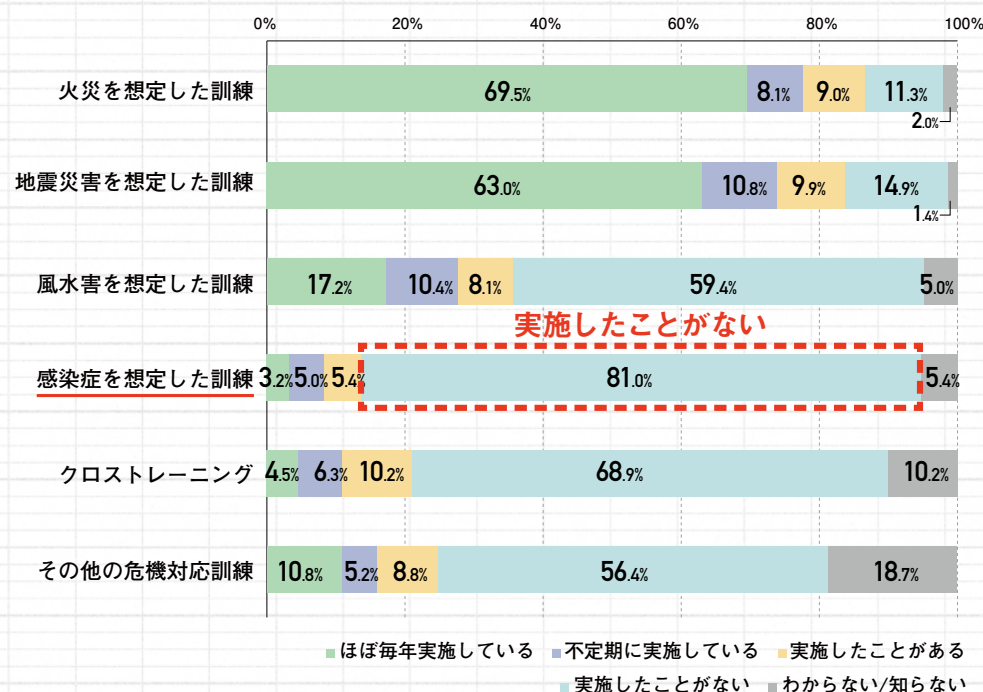 0% 20% 40% 60% 80% 100%
火災を想定した訓練 69.5% 8.1% 9.0% 11.3%
2.0%
地震災害を想定した訓練 63.0% 10.8% 9.9% 14.9%
1.4%
風水害を想定した訓練 17.2% 10.4% 8.1% 59.4% 5.0%
実施したことがない
感染症を想定した訓練 3.2% 5.0% 5.4% 81.0% 5.4%
クロストレーニング 4.5% 6.3% 10.2% 68.9% 10.2%
その他の危機対応訓練 10.8% 5.2% 8.8% 56.4% 18.7%
ほぼ毎年実施している 不定期に実施している 実施したことがある
実施したことがない わからない/知らない